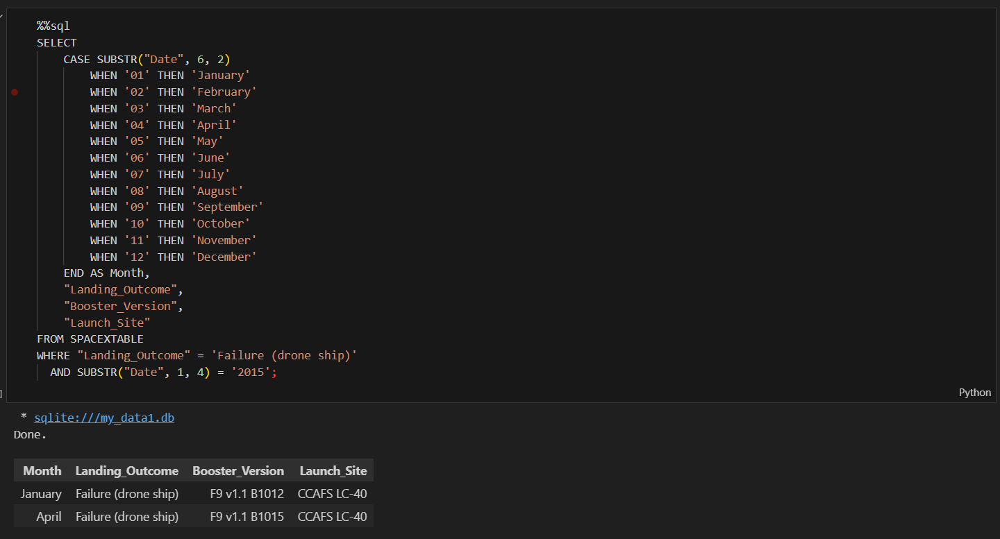 %%sql
SELECT
    CASE SUBSTR("Date", 6, 2)
        WHEN '01' THEN 'January'
        WHEN '02' THEN 'February'
        WHEN '03' THEN 'March'
        WHEN '04' THEN 'April'
        WHEN '05' THEN 'May'
        WHEN '06' THEN 'June'
        WHEN '07' THEN 'July'
        WHEN '08' THEN 'August'
        WHEN '09' THEN 'September'
        WHEN '10' THEN 'October'
        WHEN '11' THEN 'November'
        WHEN '12' THEN 'December'
    END AS Month,
    "Landing_Outcome",
    "Booster_Version",
    "Launch_Site"
FROM SPACEXTABLE
WHERE "Landing_Outcome" = 'Failure (drone ship)'
  AND SUBSTR("Date", 1, 4) = '2015';
]
Python
* sqlite:///my_data1.db
Done.
Month Landing_Outcome Booster_Version Launch_Site
January Failure (drone ship) F9 v1.1 B1012 CCAFS LC-40
April Failure (drone ship) F9 v1.1 B1015 CCAFS LC-40